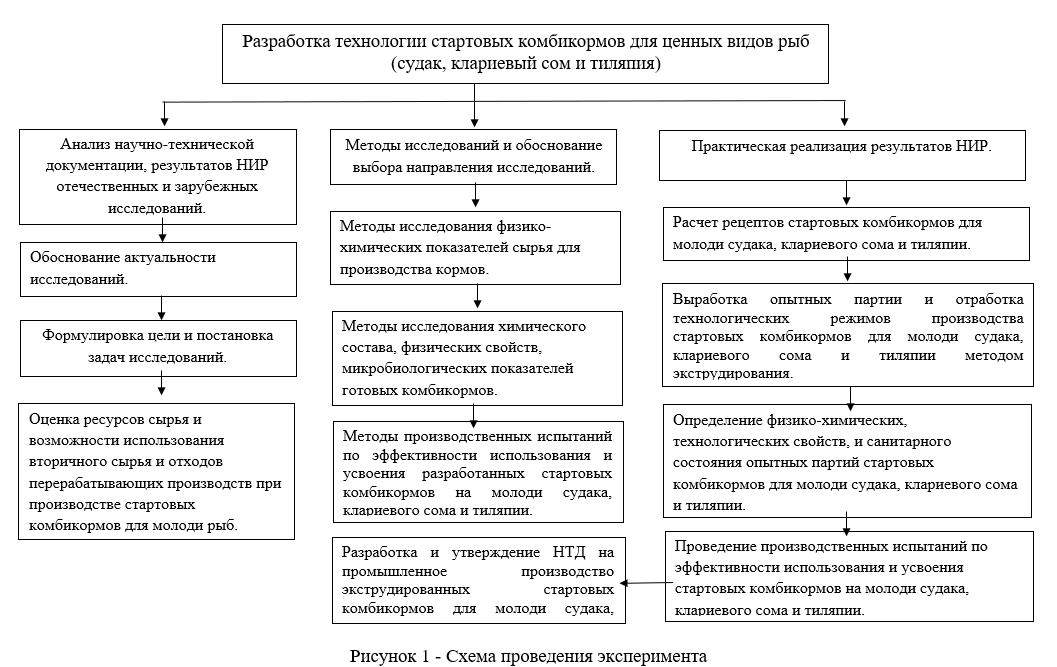 Разработка технологии стартовых комбикормов для ценных видов рыб
(судак, клариевый сом и тиляпия)
Анализ научно-технической
документации, результатов НИР
отечественных и зарубежных
исследований.
Обоснование актуальности
исследований.
Формулировка цели и постановка
задач исследований.
Оценка ресурсов сырья и
возможности использования
вторичного сырья и отходов
перерабатывающих производств при
производстве стартовых
комбикормов для молоди рыб.
Методы исследований и обоснование
выбора направления исследований.
Методы исследования физико-
химических показателей сырья для
производства кормов.
Методы исследования химического
состава, физических свойств,
микробиологических показателей
готовых комбикормов.
Методы производственных испытаний
по эффективности использования и
усвоения разработанных стартовых
комбикормов на молоди судака,
клариевого сома и тиляпии.
Практическая реализация результатов НИР.
Расчет рецептов стартовых комбикормов для
молоди судака, клариевого сома и тиляпии.
Выработка опытных партии и отработка
технологических режимов производства
стартовых комбикормов для молоди судака,
клариевого сома и тиляпии методом
экструдирования.
Определение физико-химических,
технологических свойств, и санитарного
состояния опытных партий стартовых
комбикормов для молоди судака, клариевого сома
и тиляпии.
Проведение производственных испытаний по
эффективности использования и усвоения
стартовых комбикормов на молоди судака,
клариевого сома и тиляпии.
Разработка и утверждение НТД на
промышленное производство
экструдированных стартовых
комбикормов для молоди судака,
Рисунок 1 - Схема проведения эксперимента